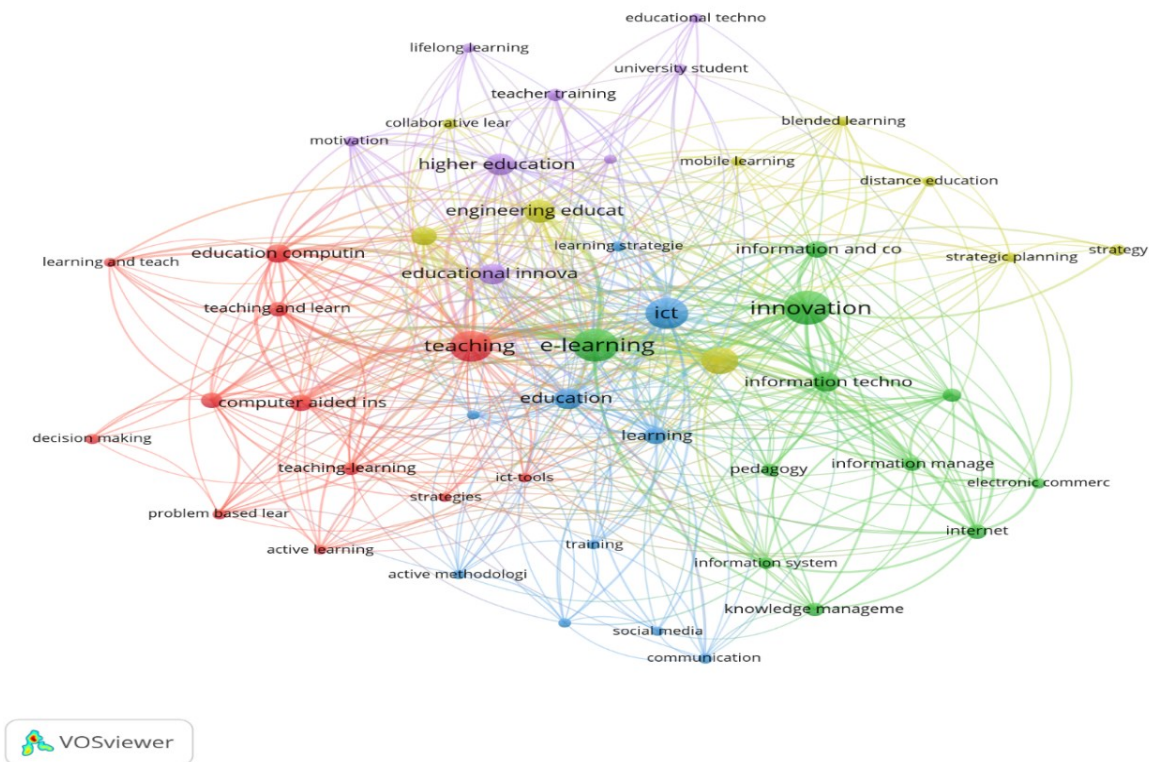 educational techno
lifelong learning
university student
teacher training
collaborative lear
blended learning
motivation
higher education
mobile learning
distance education
engineering educat
learning strategie
information and co
strategy
education computin
strategic planning
learning and teach
educational innova
teaching and learn
ict
innovation
teaching
e-learning
information techno
education
computer aided ins
learning
decision making
teaching-learning
pedagogy
information manage
ict-tools
electronic commerc
strategies
problem based lear
internet
active learning
training
information system
active methodologi
knowledge manageme
social media
communication
VOSviewer